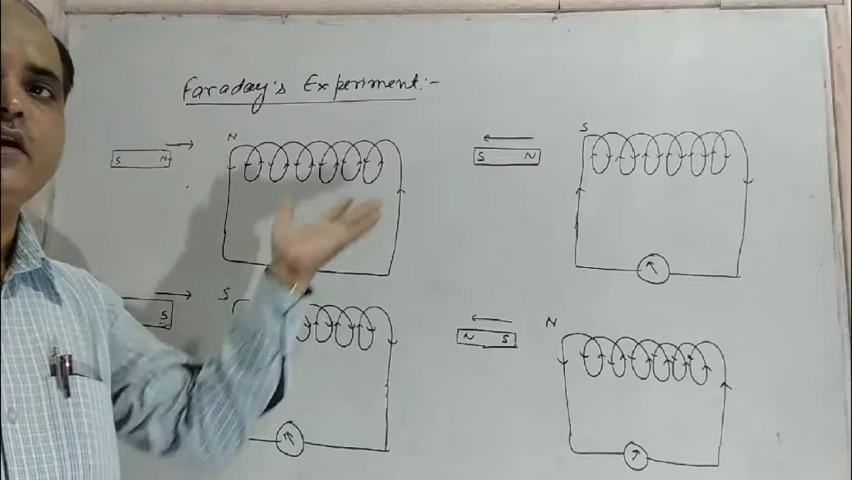 Faraday's Experiment:-
S N N
S N S
S S
N S N